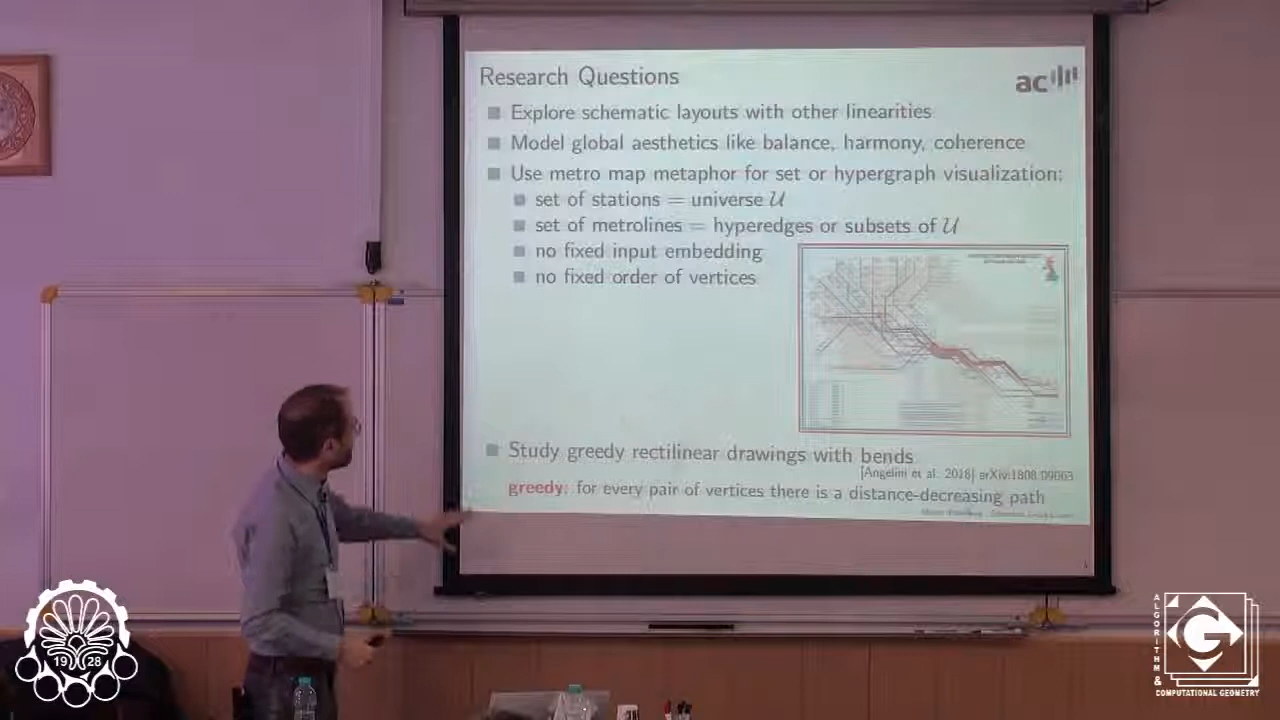 Research Questions
ac
Explore schematic layouts with other linearities
Model global aesthetics like balance, harmony, coherence
Use metro map metaphor for set or hypergraph visualization:
set of stations = universe 𝒰
set of metrolines = hyperedges or subsets of 𝒰
no fixed input embedding
no fixed order of vertices
Study greedy rectilinear drawings with bends
[Angelini et al. 2018] arXiv:1808.09063
greedy: for every pair of vertices there is a distance-decreasing path
19 28
ALGORITHM &
G
COMPUTATIONAL GEOMETRY